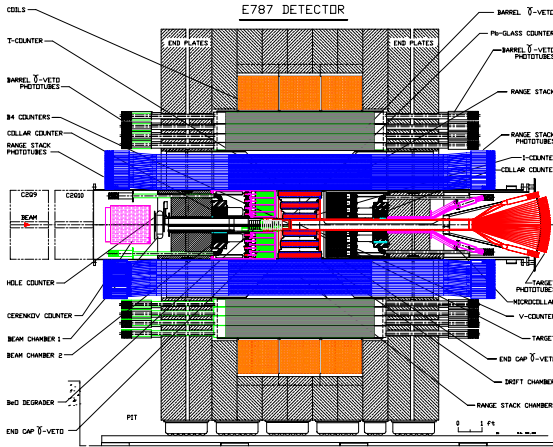 E787 DETECTOR
COILS
T-COUNTER
BARREL γ̄-VETO
PHOTOTUBES
B4 COUNTERS
COLLAR COUNTER
RANGE STACK
PHOTOTUBES
C2Q9
C2Q10
BEAM
HOLE COUNTER
CERENKOV COUNTER
BEAM CHAMBER 1
BEAM CHAMBER 2
BeO DEGRADER
END CAP γ̄-VETO
PIT
END PLATES
END PLATES
BARREL γ̄-VETO
Pb-GLASS COUNTER
BARREL γ̄-VETO
PHOTOTUBES
RANGE STACK
RANGE STACK
PHOTOTUBES
I-COUNTER
COLLAR COUNTER
TARGET
PHOTOTUBES
MICROCOLLAR
V-COUNTER
TARGET
END CAP γ̄-VETO
DRIFT CHAMBER
RANGE STACK CHAMBER
0 1 ft